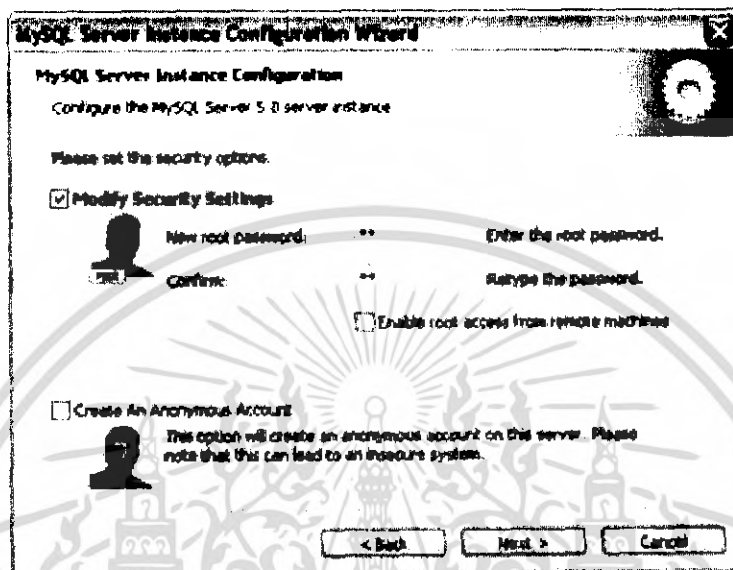 MySQL Server Instance Configuration Wizard
MySQL Server Instance Configuration
Configure the MySQL Server 5.0 server instance
Please set the security options.
Modify Security Settings
New root password: ** Enter the root password.
root
Confirm: ** Retype the password.
Enable root access from remote machines
Create An Anonymous Account
This option will create an anonymous account on this server. Please
note that this can lead to an insecure system.
< Back Next > Cancel